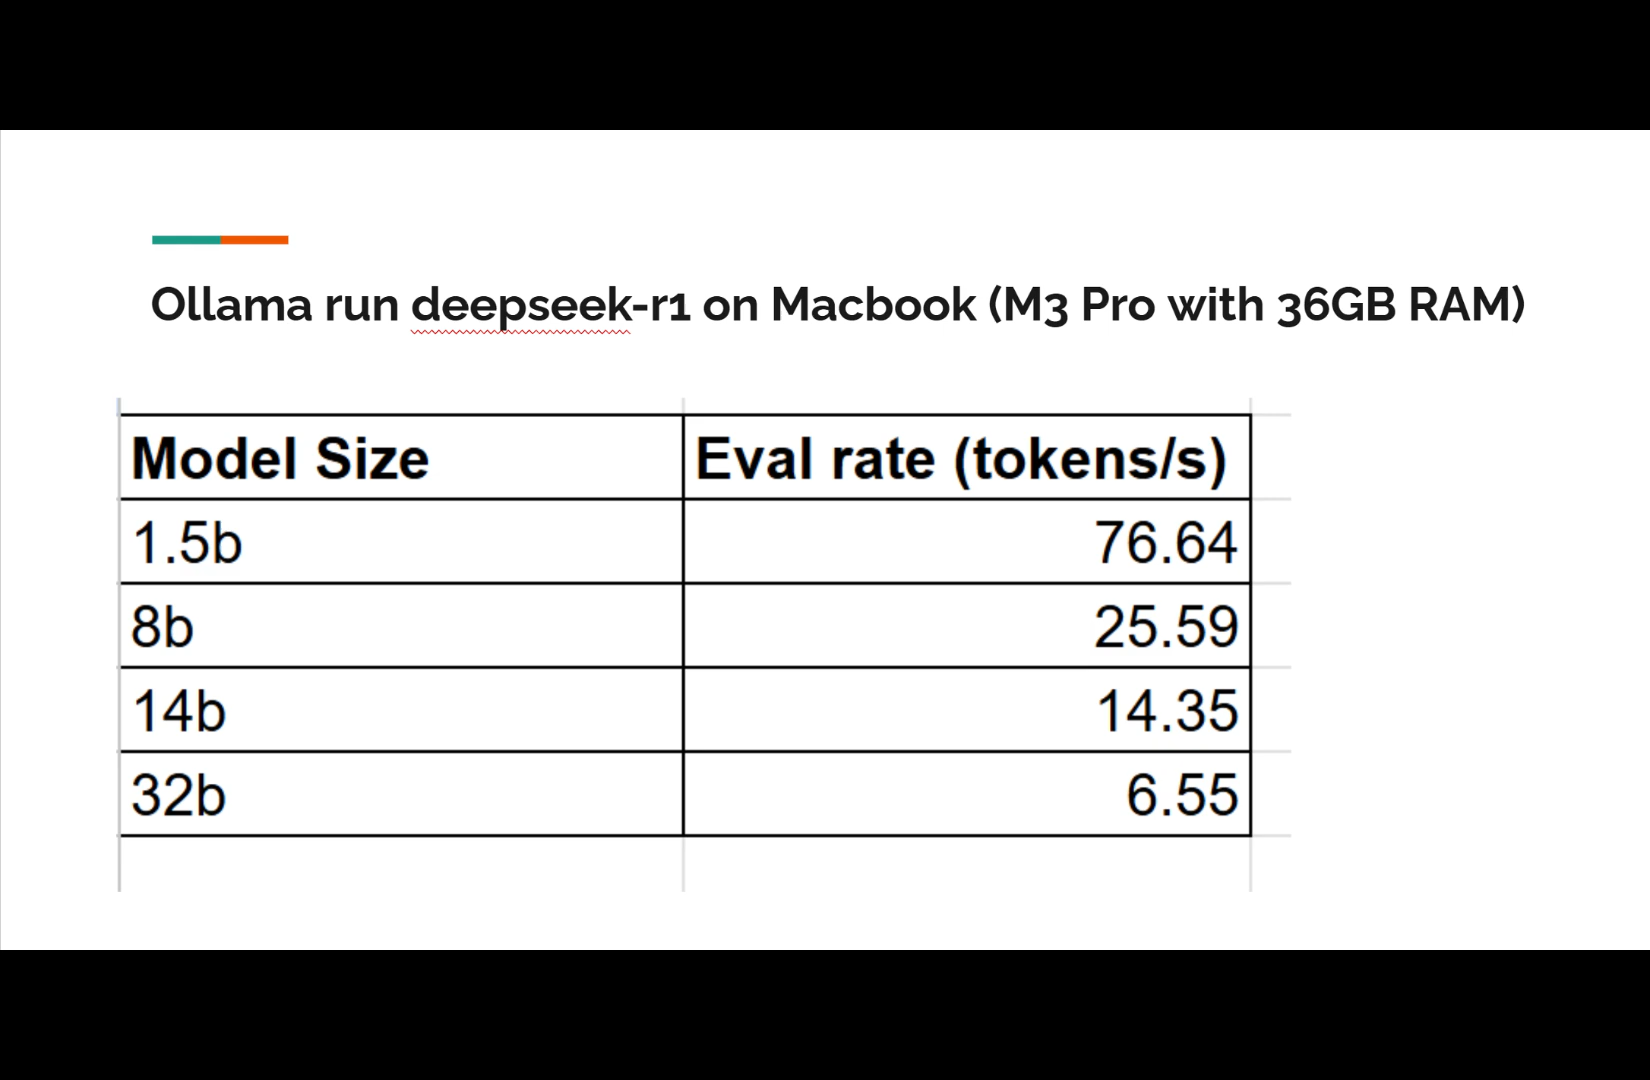 Ollama run deepseek-r1 on Macbook (M3 Pro with 36GB RAM)
Model Size Eval rate (tokens/s)
1.5b 76.64
8b 25.59
14b 14.35
32b 6.55